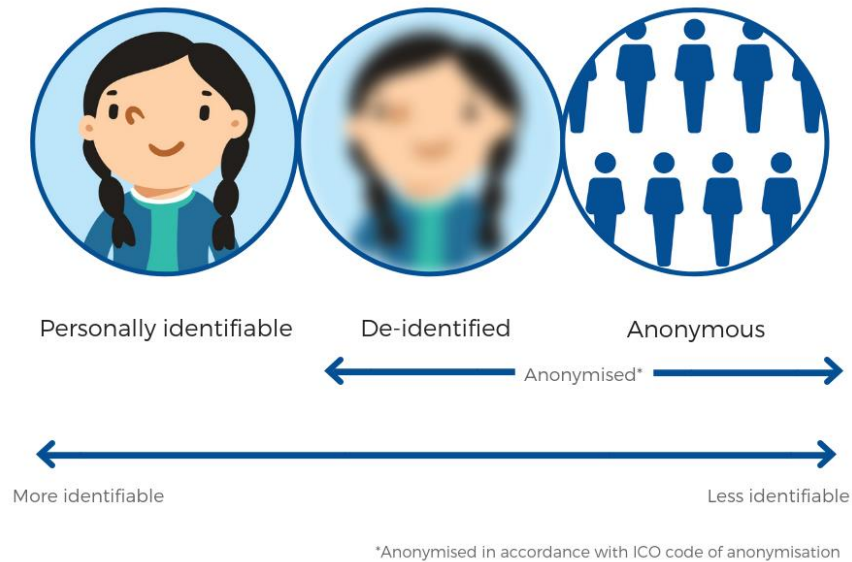 Personally identifiable
De-identified
Anonymous
Anonymised*
More identifiable
Less identifiable
*Anonymised in accordance with ICO code of anonymisation